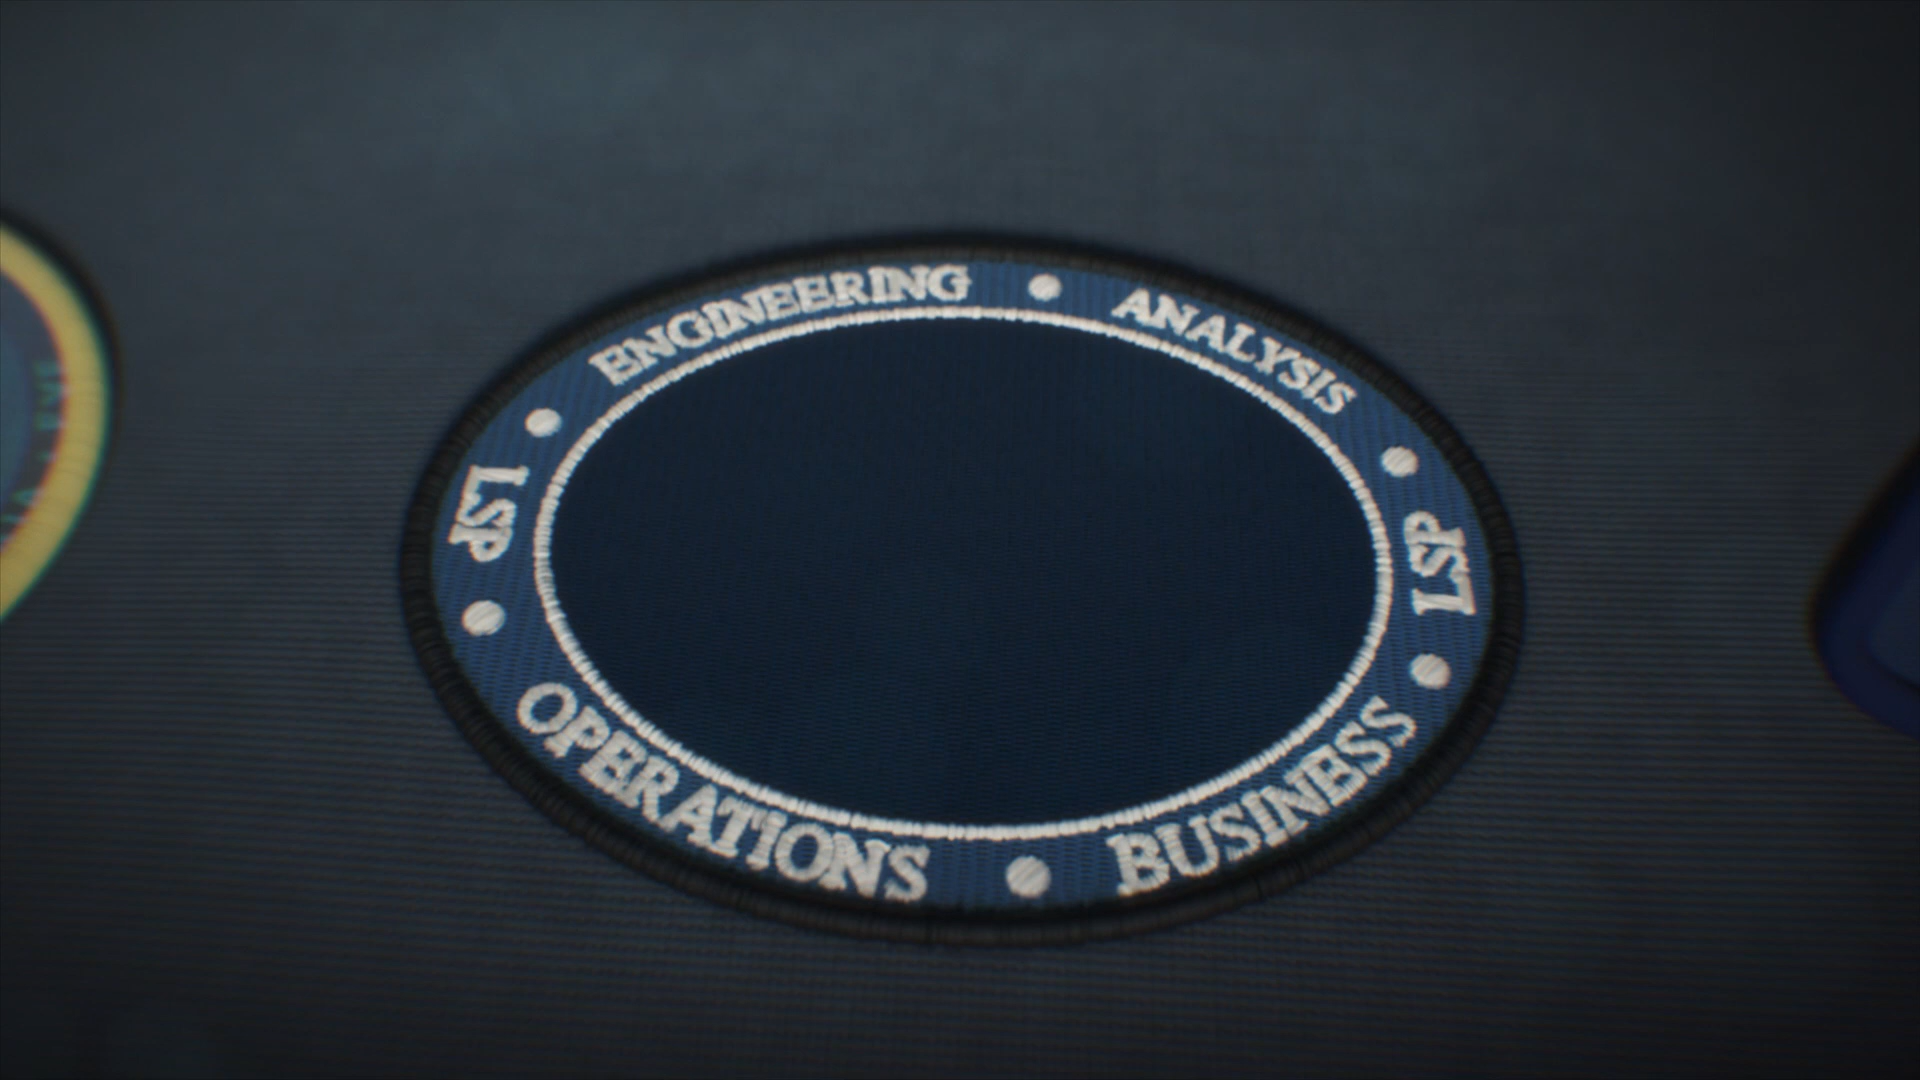 ENGINEERING • ANALYSIS
• LSP •
OPERATIONS • BUSINESS
• LSP •